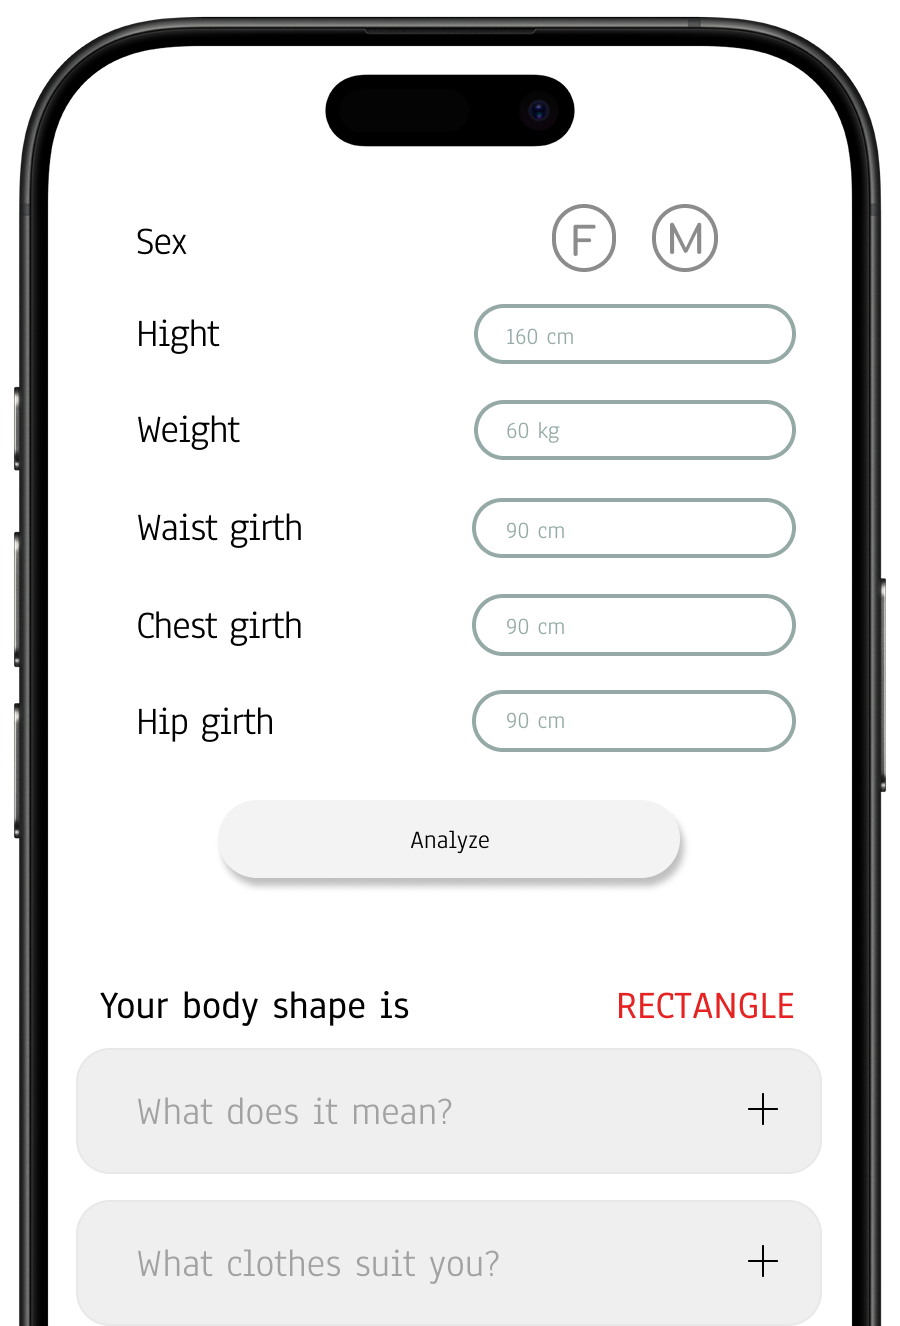 Sex F M
Hight 160 cm
Weight 60 kg
Waist girth 90 cm
Chest girth 90 cm
Hip girth 90 cm
Analyze
Your body shape is RECTANGLE
What does it mean? +
What clothes suit you? +